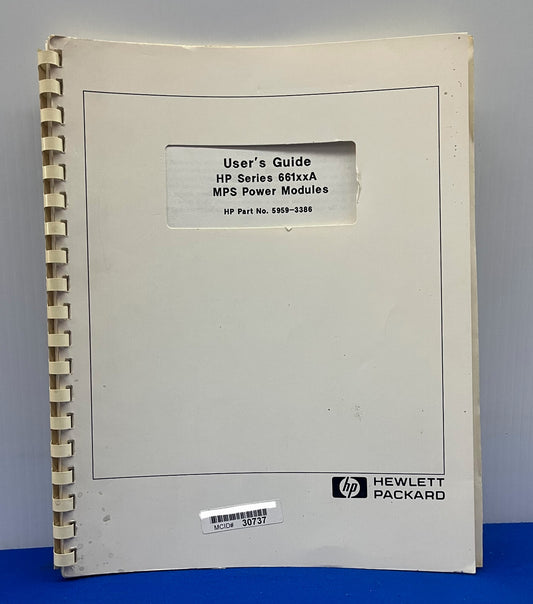 User's Guide
HP Series 661xxA
MPS Power Modules
HP Part No. 5959-3386
hp
HEWLETT
PACKARD
MCID# 30737